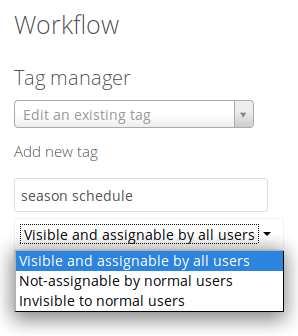 Workflow
Tag manager
Edit an existing tag
Add new tag
season schedule
Visible and assignable by all users
Visible and assignable by all users
Not-assignable by normal users
Invisible to normal users